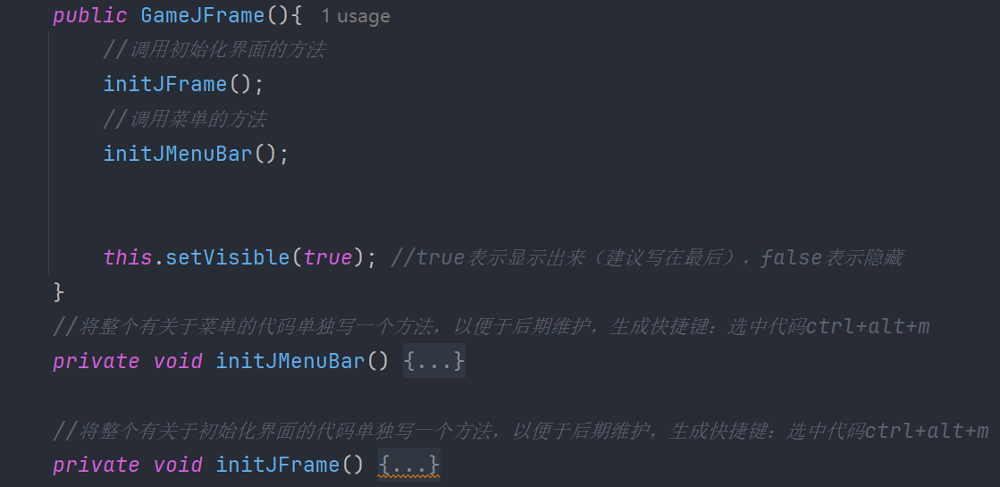 public GameJFrame(){ 1 usage
//调用初始化界面的方法
initJFrame();
//调用菜单的方法
initJMenuBar();
this.setVisible(true); //true表示显示出来（建议写在最后），false表示隐藏
}
//将整个有关于菜单的代码单独写一个方法，以便于后期维护，生成快捷键：选中代码ctrl+alt+m
private void initJMenuBar() {...}
//将整个有关于初始化界面的代码单独写一个方法，以便于后期维护，生成快捷键：选中代码ctrl+alt+m
private void initJFrame() {...}